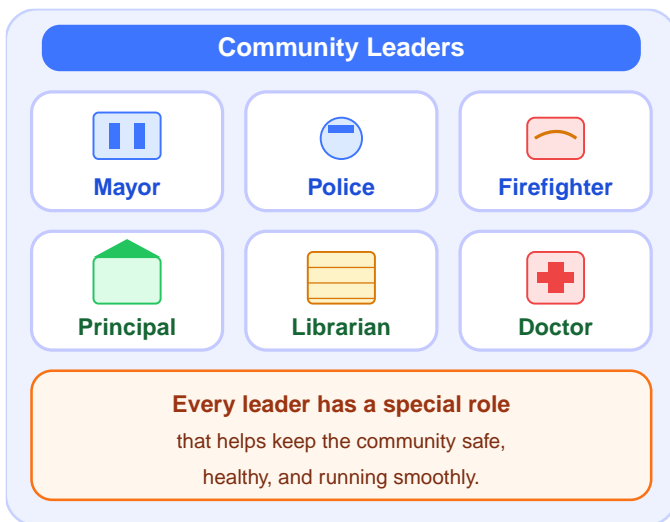 Community Leaders
Mayor
Police
Firefighter
Principal
Librarian
Doctor
Every leader has a special role
that helps keep the community safe,
healthy, and running smoothly.